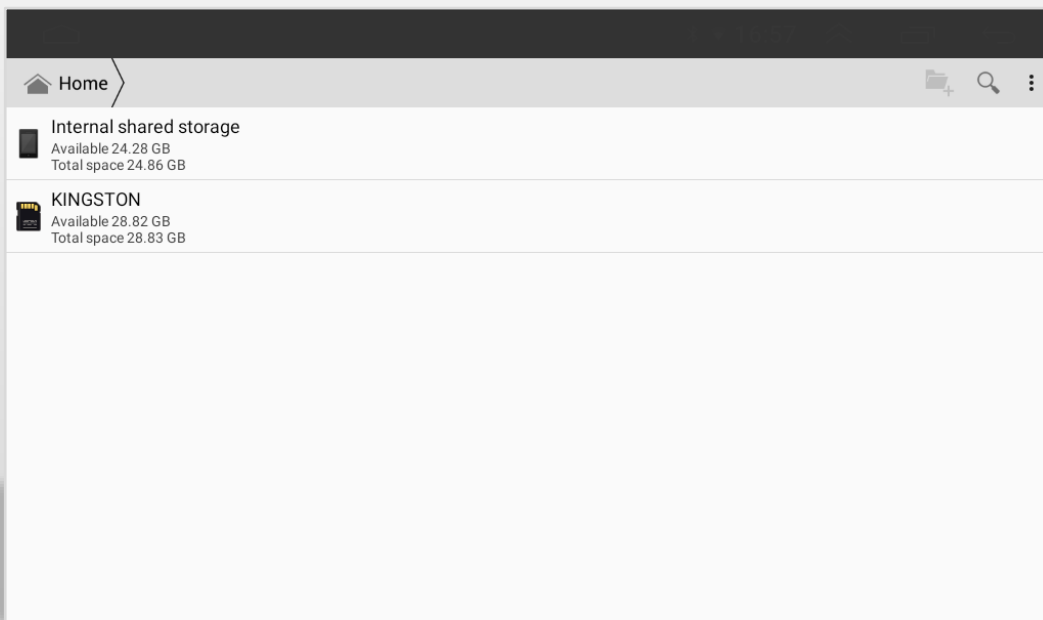 Home
Internal shared storage
Available 24.28 GB
Total space 24.86 GB
KINGSTON
Available 28.82 GB
Total space 28.83 GB